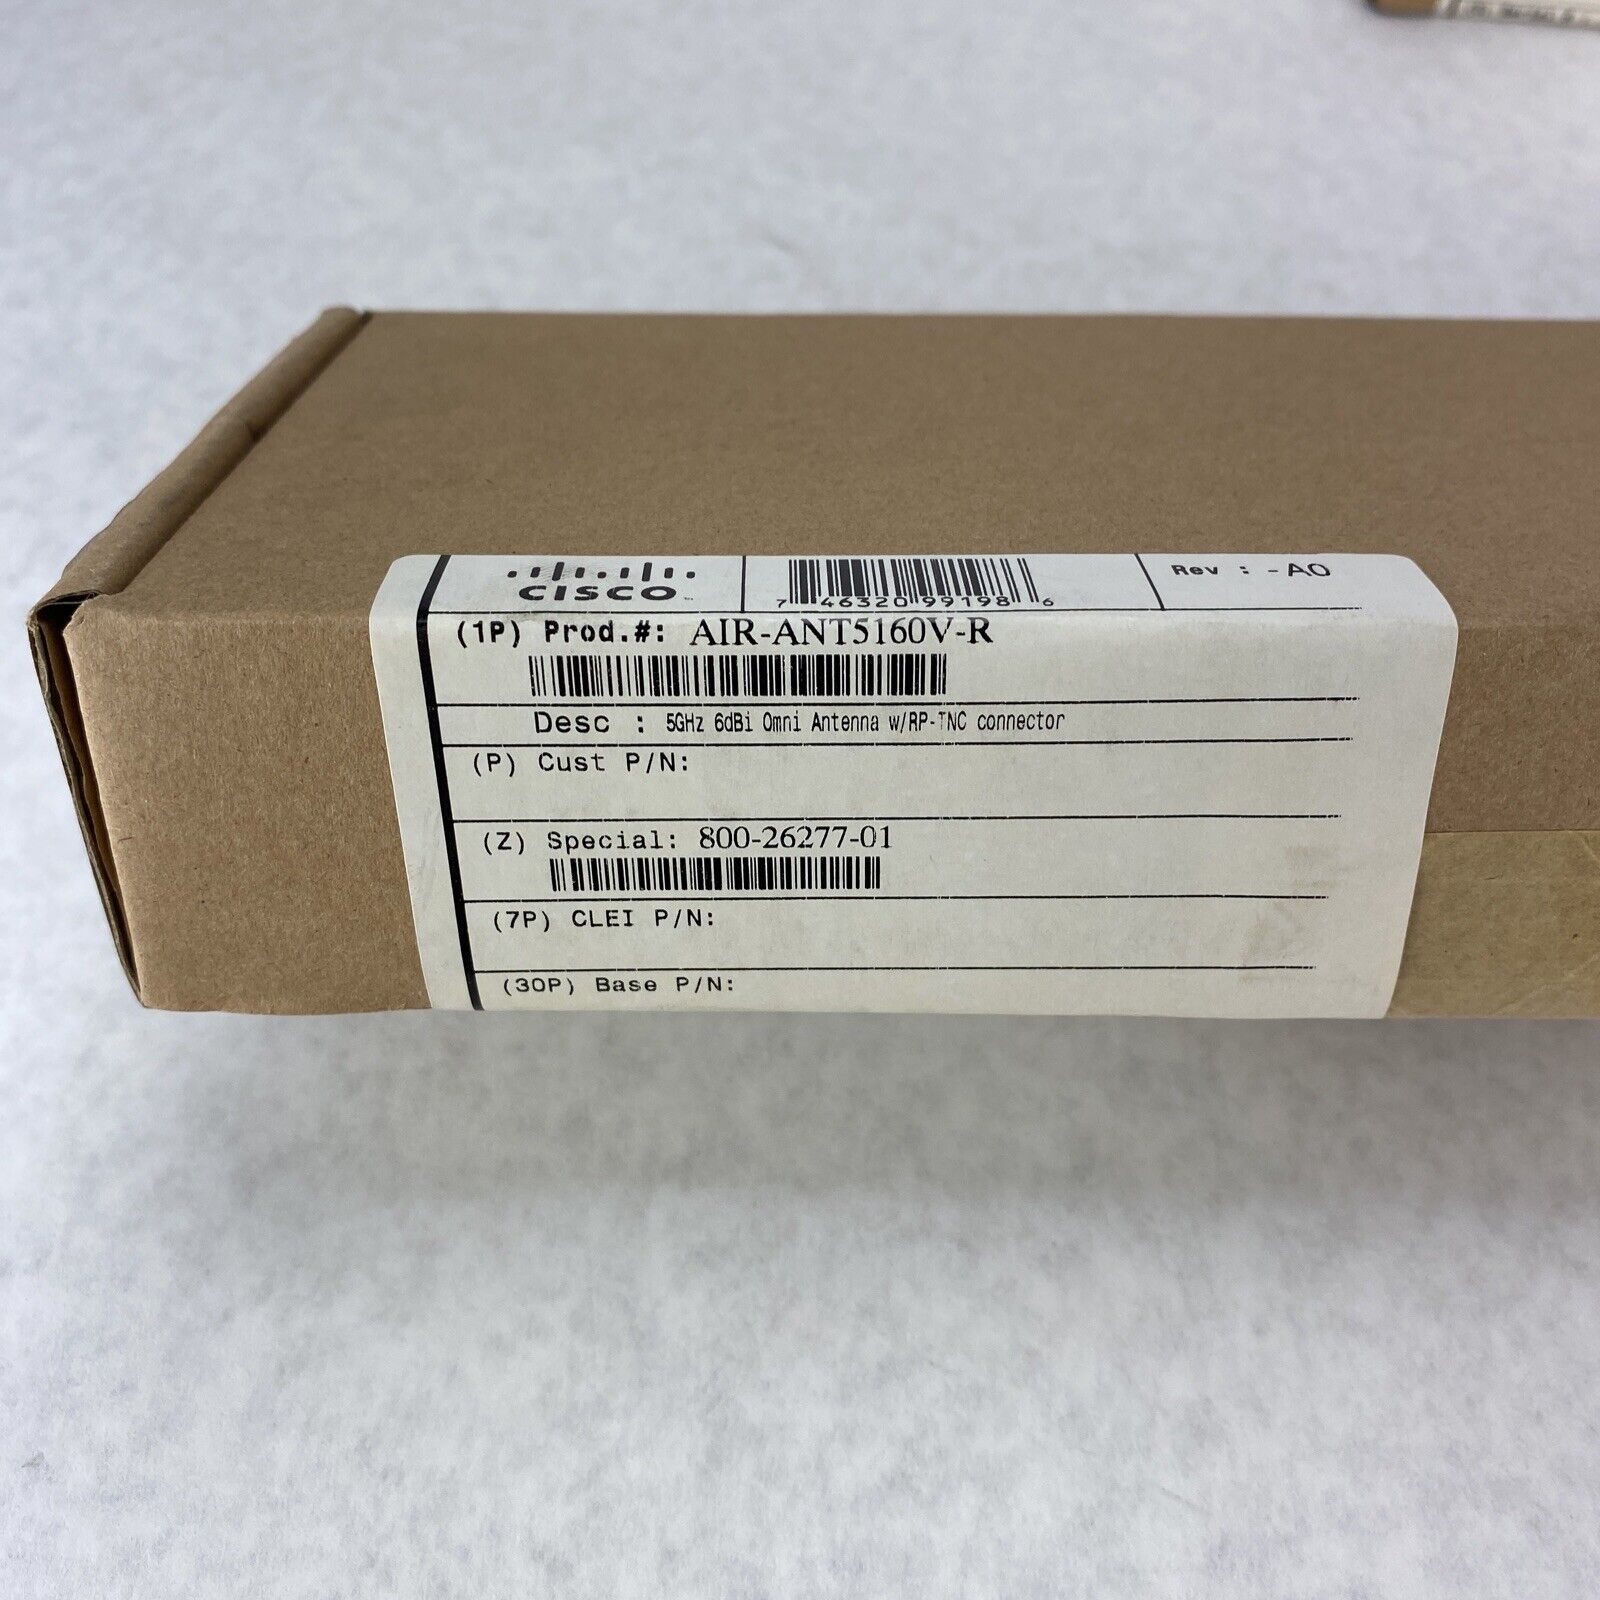 CISCO
7 46320 99198 6
Rev : -A0
(1P) Prod.#: AIR-ANT5160V-R
Desc : 5GHz 6dBi Omni Antenna w/RP-TNC connector
(P) Cust P/N:
(Z) Special: 800-26277-01
(7P) CLEI P/N:
(30P) Base P/N: